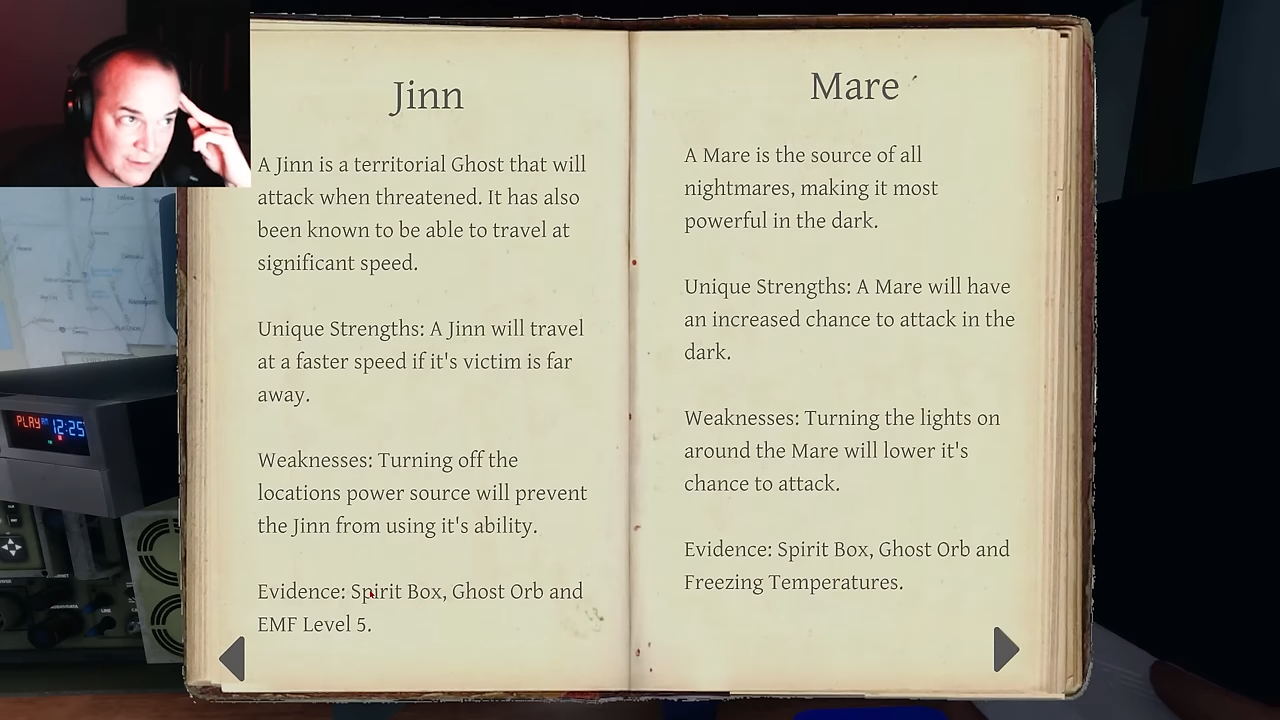 Jinn
A Jinn is a territorial Ghost that will
attack when threatened. It has also
been known to be able to travel at
significant speed.
Unique Strengths: A Jinn will travel
at a faster speed if it's victim is far
away.
Weaknesses: Turning off the
locations power source will prevent
the Jinn from using it's ability.
Evidence: Spirit Box, Ghost Orb and
EMF Level 5.
Mare
A Mare is the source of all
nightmares, making it most
powerful in the dark.
Unique Strengths: A Mare will have
an increased chance to attack in the
dark.
Weaknesses: Turning the lights on
around the Mare will lower it's
chance to attack.
Evidence: Spirit Box, Ghost Orb and
Freezing Temperatures.
PLAY 12:25